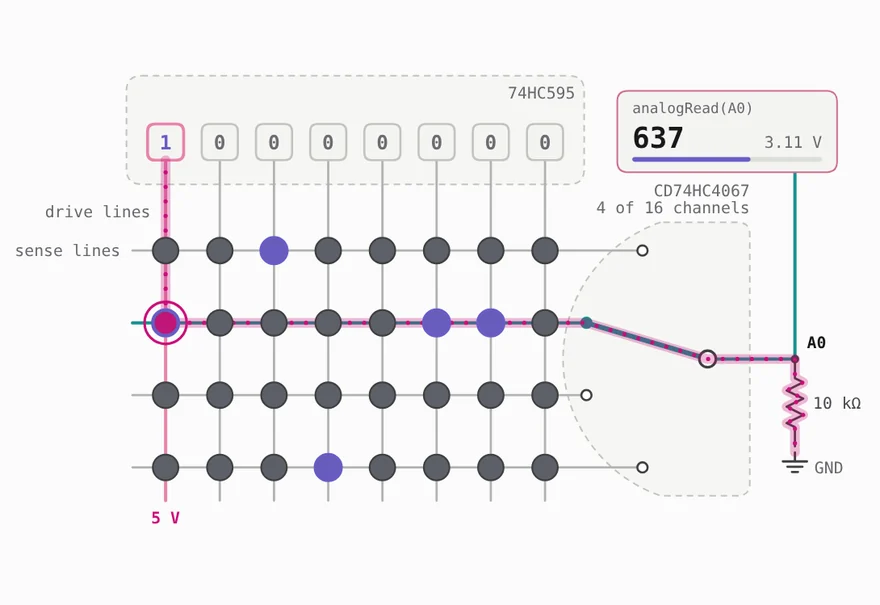 74HC595
1 0 0 0 0 0 0 0
analogRead(A0)
637 3.11 V
CD74HC4067
4 of 16 channels
drive lines
sense lines
A0
10 kΩ
GND
5 V